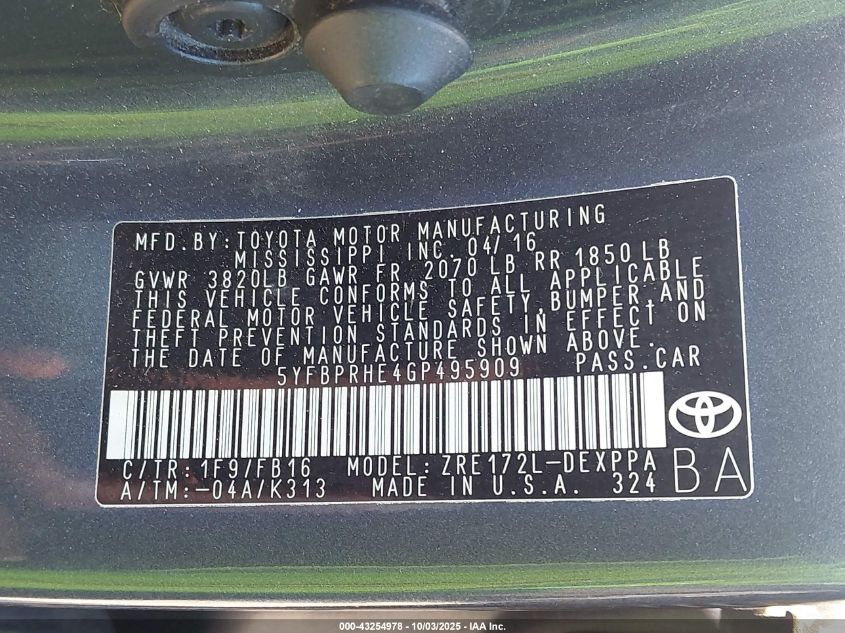 MFD. BY: TOYOTA MOTOR MANUFACTURING
MISSISSIPPI INC. 04/16
GVWR 3820LB GAWR FR 2070 LB RR 1850 LB
THIS VEHICLE CONFORMS TO ALL APPLICABLE
FEDERAL MOTOR VEHICLE SAFETY, BUMPER, AND
THEFT PREVENTION STANDARDS IN EFFECT ON
THE DATE OF MANUFACTURE SHOWN ABOVE.
5YFBPRHE4GP495909 PASS. CAR
C/TR: 1F9/FB16 MODEL: ZRE172L-DEXPPA
A/TM: -04A/K313 MADE IN U.S.A. 324 BA
000-43254978 - 10/03/2025 - IAA Inc.